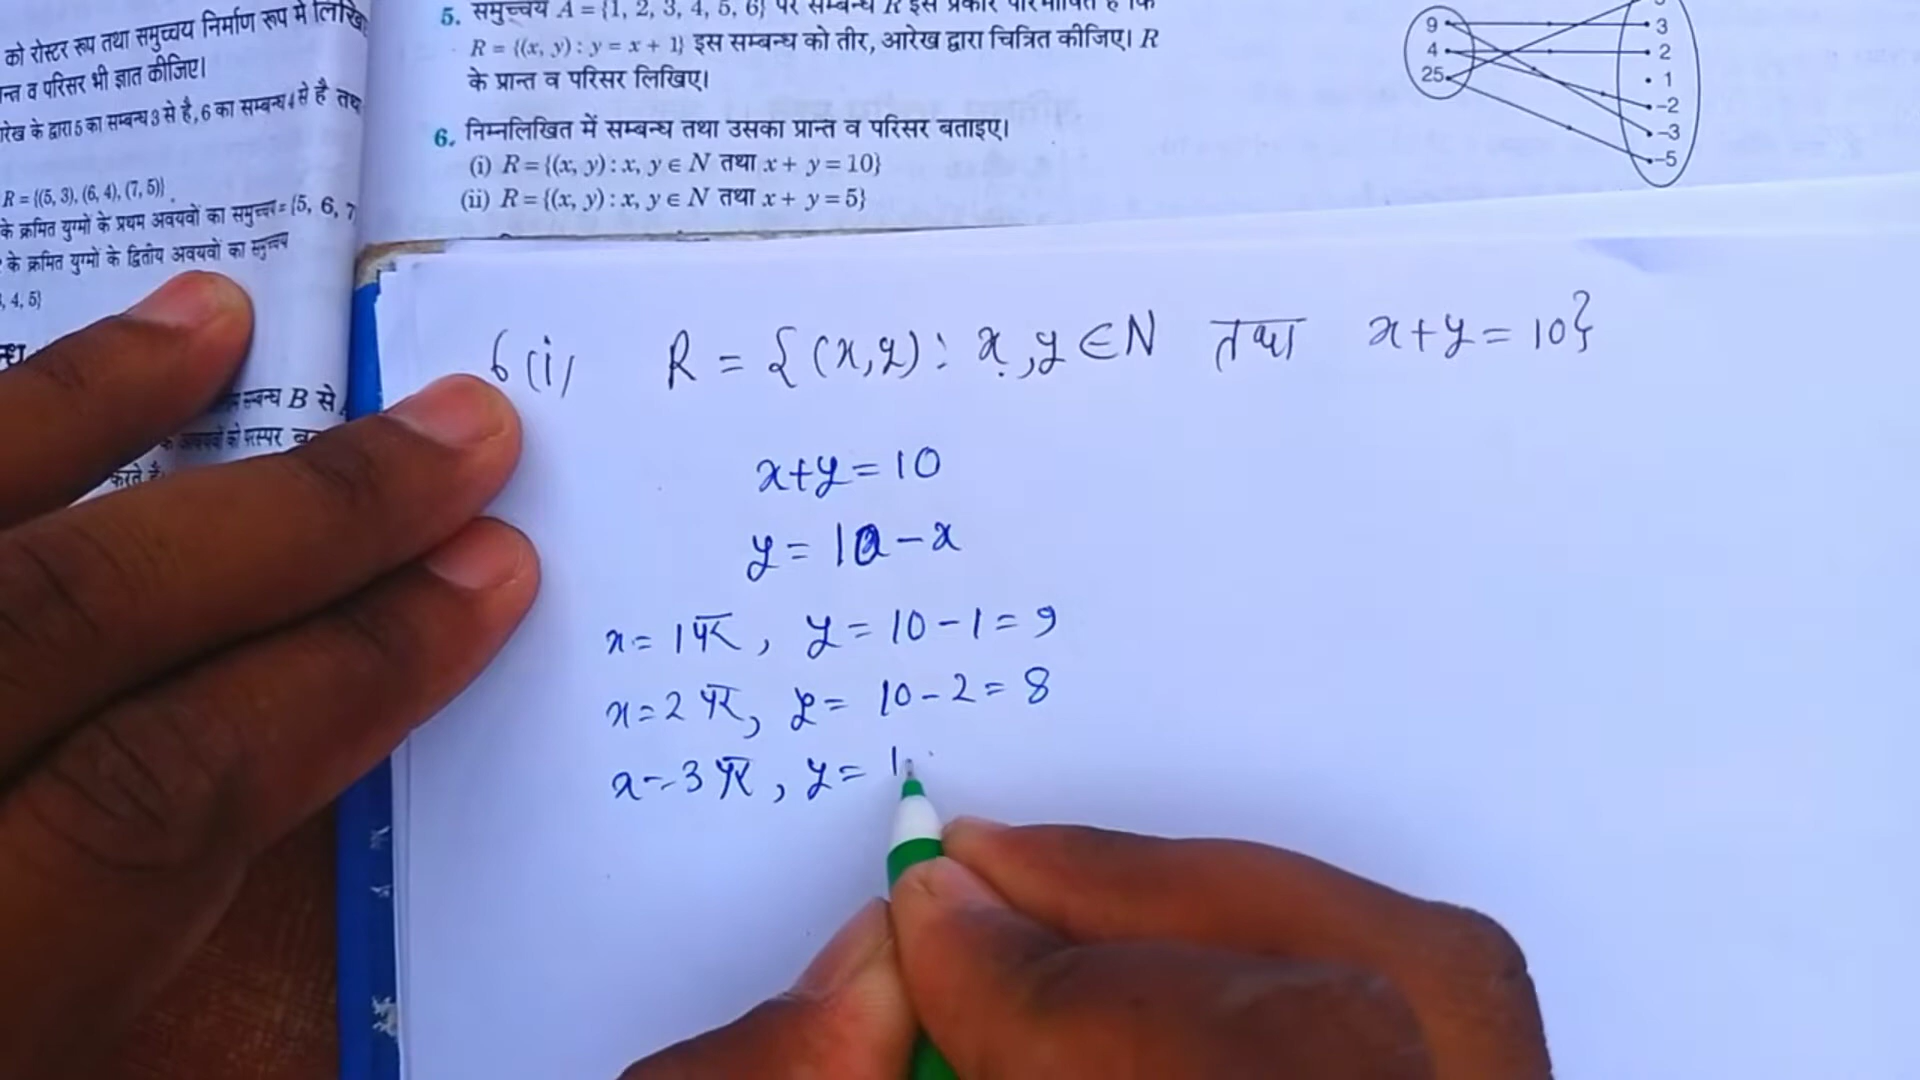 को रोस्टर रूप तथा समुच्चय निर्माण रूप में लिखि
न्त व परिसर भी ज्ञात कीजिए।
रेख के द्वारा 5 का सम्बन्ध 3 से है, 6 का सम्बन्ध 4 से है तथ
R = {(5, 3), (6, 4), (7, 5)}
के क्रमित युग्मों के प्रथम अवयवों का समुच्चय = {5, 6, 7
के क्रमित युग्मों के द्वितीय अवयवों का समुच्चय
, 4, 5}
B से
परस्पर
करते हैं।
5. समुच्चय A = {1, 2, 3, 4, 5, 6} पर सम्बन्ध R इस प्रकार परिभाषित है कि
R = {(x, y) : y = x + 1} इस सम्बन्ध को तीर, आरेख द्वारा चित्रित कीजिए। R
के प्रान्त व परिसर लिखिए।
6. निम्नलिखित में सम्बन्ध तथा उसका प्रान्त व परिसर बताइए।
(i) R = {(x, y) : x, y ∈ N तथा x + y = 10}
(ii) R = {(x, y) : x, y ∈ N तथा x + y = 5}
9
4
25
3
2
1
-2
-3
-5
6 (i) R = {(x, y) : x, y ∈ N तथा x + y = 10}
x + y = 10
y = 10 - x
x = 1 पर, y = 10 - 1 = 9
x = 2 पर, y = 10 - 2 = 8
x = 3 पर, y = 1